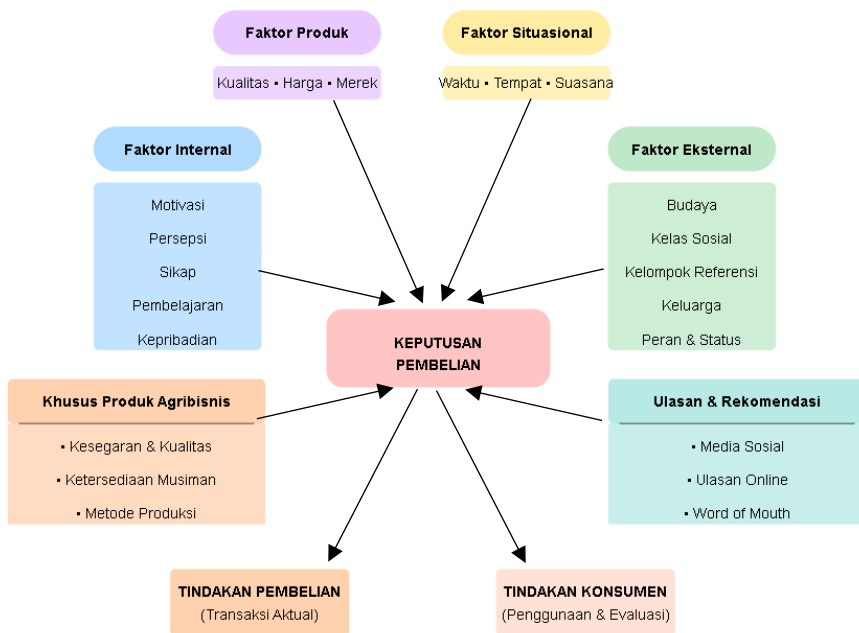 Faktor Produk
Kualitas ▪ Harga ▪ Merek
Faktor Situasional
Waktu ▪ Tempat ▪ Suasana
Faktor Internal
Motivasi
Persepsi
Sikap
Pembelajaran
Kepribadian
Faktor Eksternal
Budaya
Kelas Sosial
Kelompok Referensi
Keluarga
Peran & Status
KEPUTUSAN
PEMBELIAN
Khusus Produk Agribisnis
▪ Kesegaran & Kualitas
▪ Ketersediaan Musiman
▪ Metode Produksi
Ulasan & Rekomendasi
▪ Media Sosial
▪ Ulasan Online
▪ Word of Mouth
TINDAKAN PEMBELIAN
(Transaksi Aktual)
TINDAKAN KONSUMEN
(Penggunaan & Evaluasi)